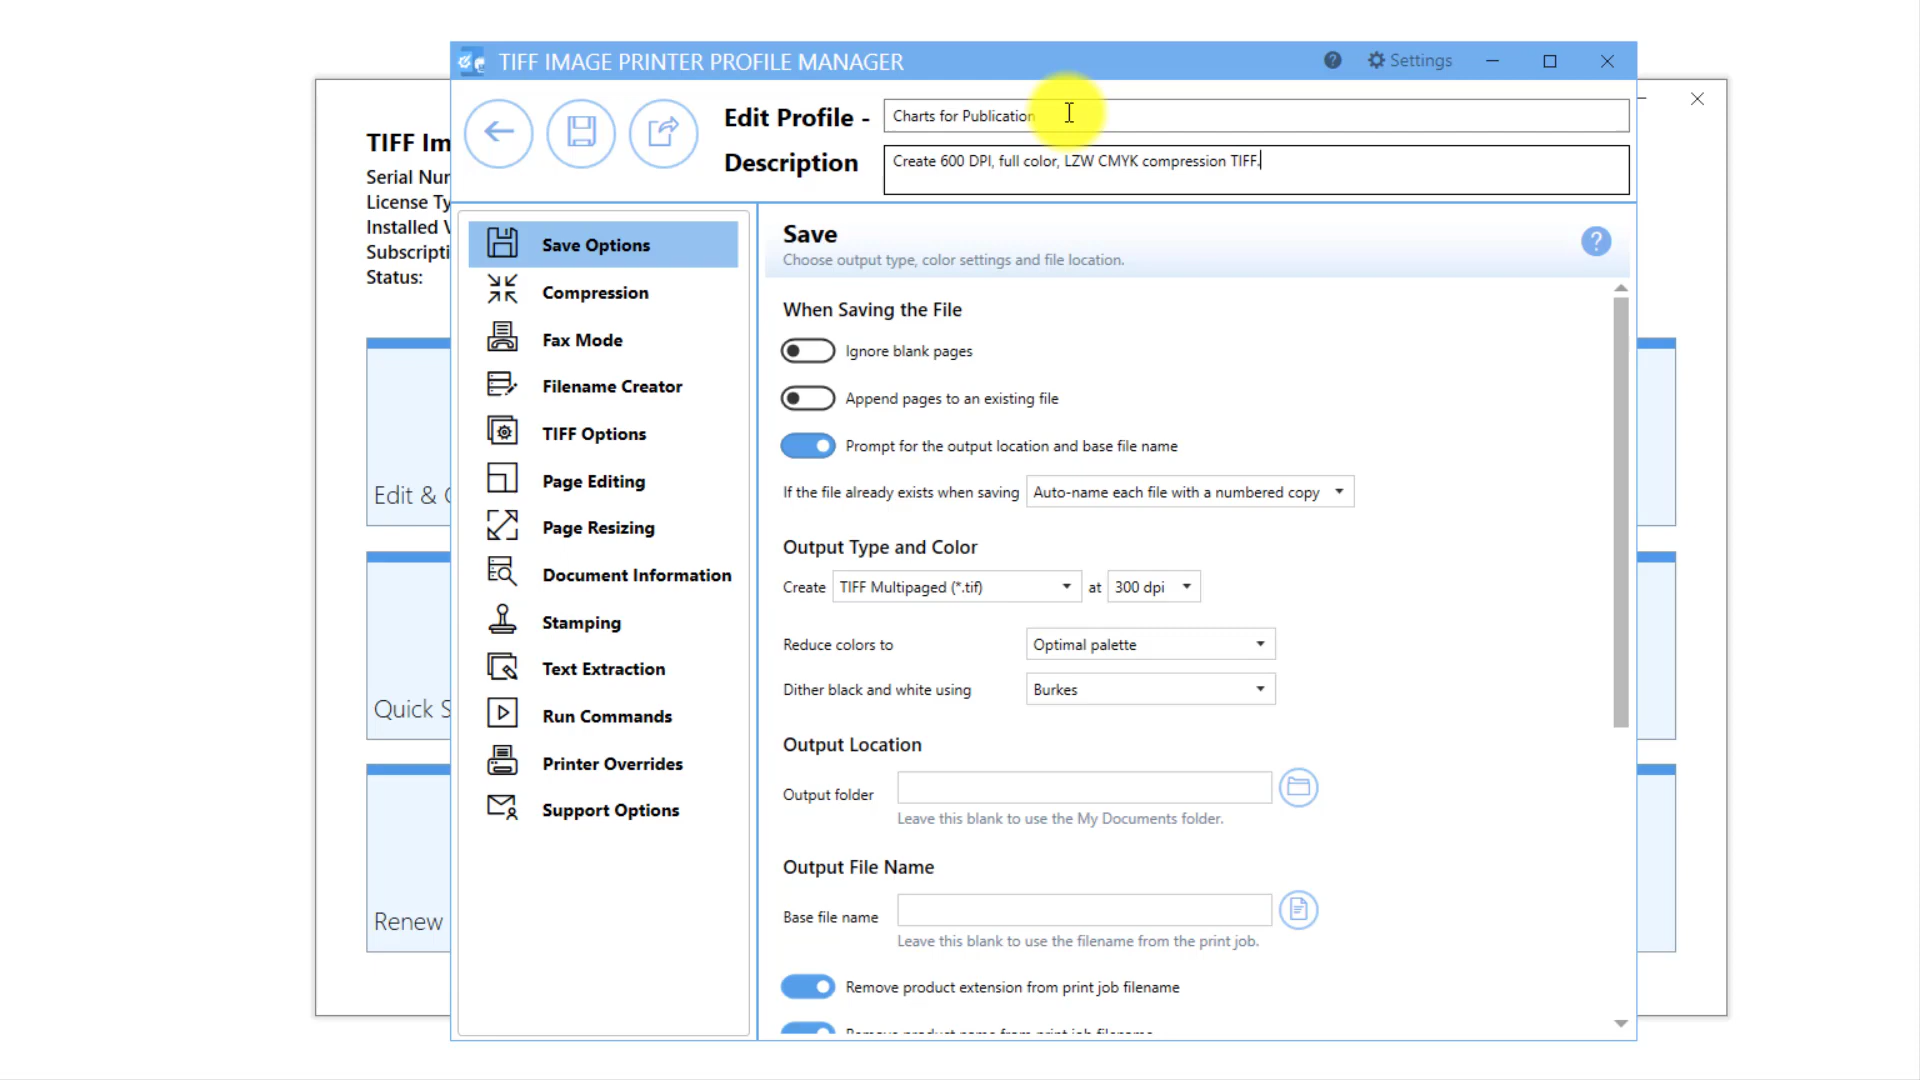 TIFF IMAGE PRINTER PROFILE MANAGER
Settings
Edit Profile -
Charts for Publication
Description
Create 600 DPI, full color, LZW CMYK compression TIFF.
TIFF Im
Serial Nur
License Ty
Installed V
Subscripti
Status:
Edit & C
Quick S
Renew
Save Options
Compression
Fax Mode
Filename Creator
TIFF Options
Page Editing
Page Resizing
Document Information
Stamping
Text Extraction
Run Commands
Printer Overrides
Support Options
Save
Choose output type, color settings and file location.
When Saving the File
Ignore blank pages
Append pages to an existing file
Prompt for the output location and base file name
If the file already exists when saving Auto-name each file with a numbered copy
Output Type and Color
Create TIFF Multipaged (*.tif) at 300 dpi
Reduce colors to Optimal palette
Dither black and white using Burkes
Output Location
Output folder
Leave this blank to use the My Documents folder.
Output File Name
Base file name
Leave this blank to use the filename from the print job.
Remove product extension from print job filename
Remove product name from print job filename